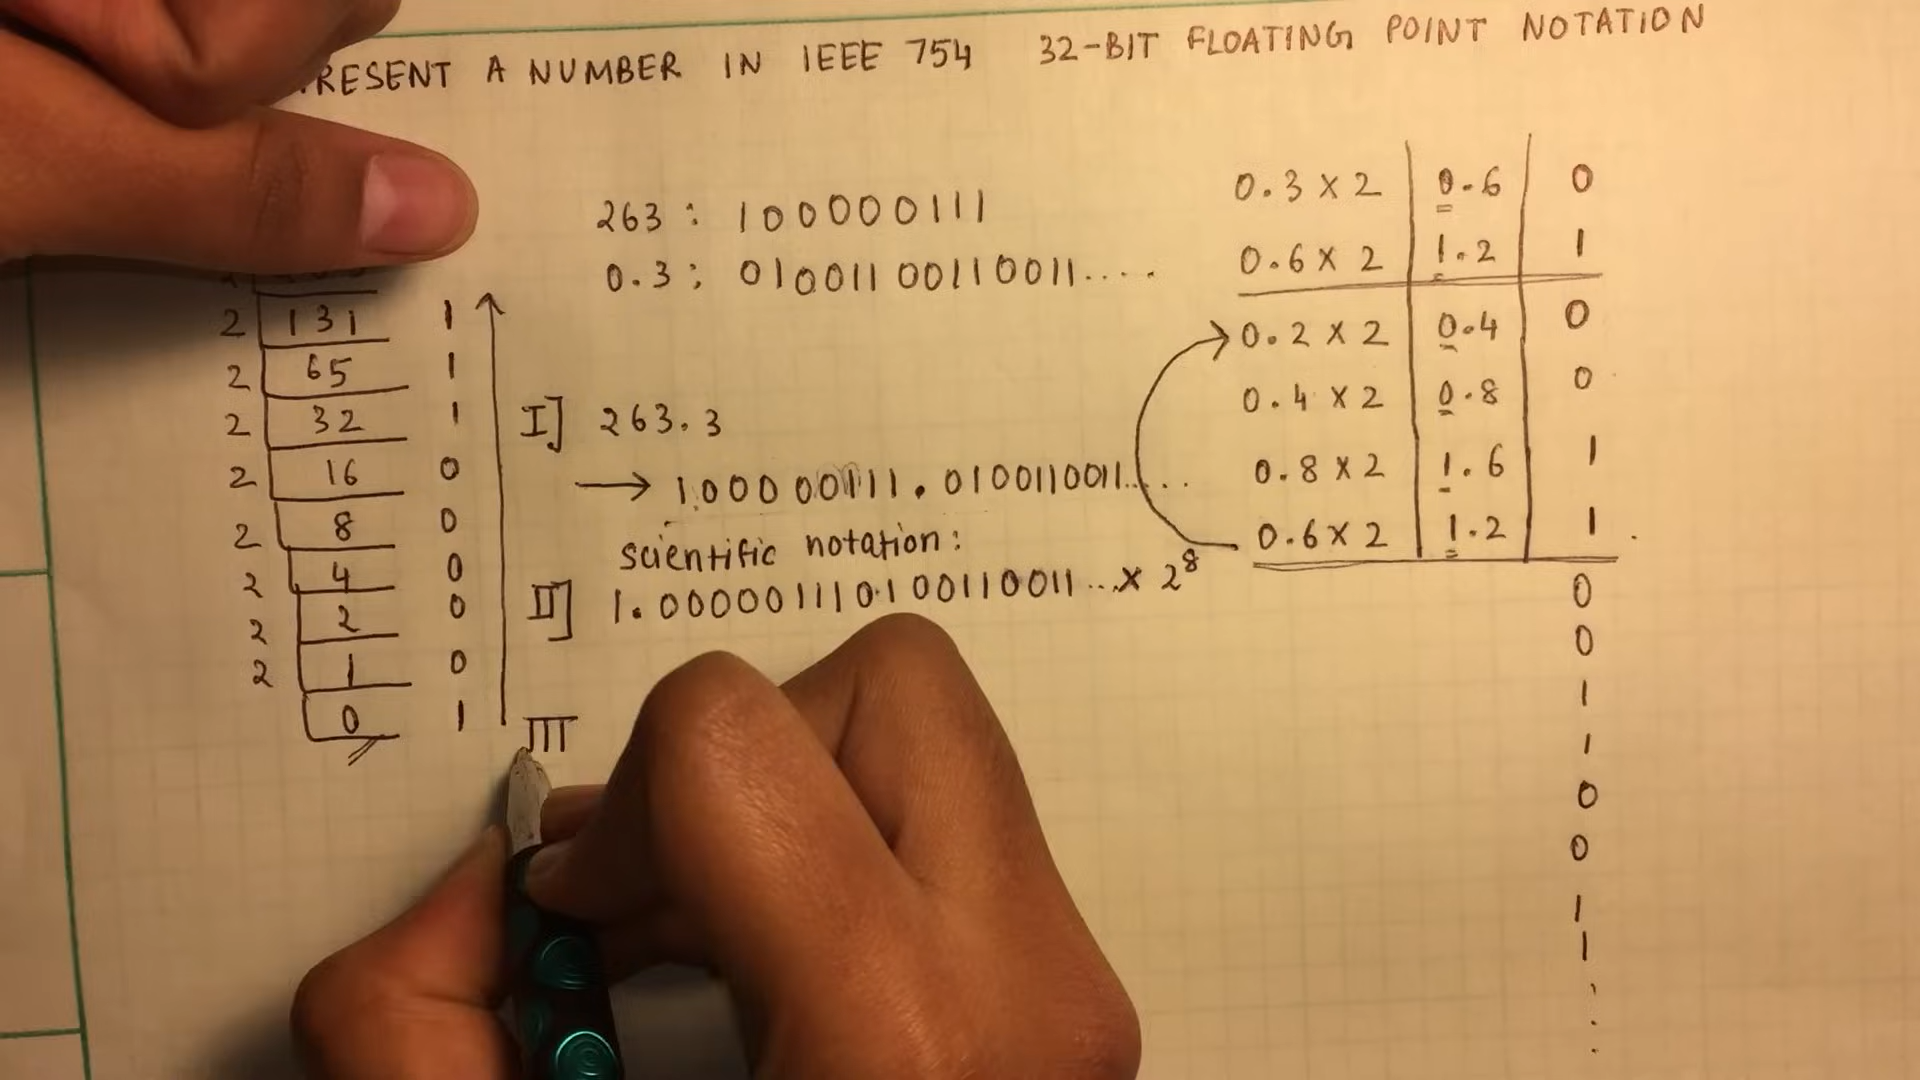 RESENT A NUMBER IN IEEE 754 32-BIT FLOATING POINT NOTATION
2 131 1
2 65 1
2 32 1
2 16 0
2 8 0
2 4 0
2 2 0
2 1 0
0 1
263 : 100000111
0.3 : 01001100110011....
I] 263.3
→ 100000111.0100110011.....
scientific notation:
II] 1.000001110100110011... × 2⁸
III
0.3 × 2 0.6 0
0.6 × 2 1.2 1
0.2 × 2 0.4 0
0.4 × 2 0.8 0
0.8 × 2 1.6 1
0.6 × 2 1.2 1
0
0
1
1
0
0
1
1